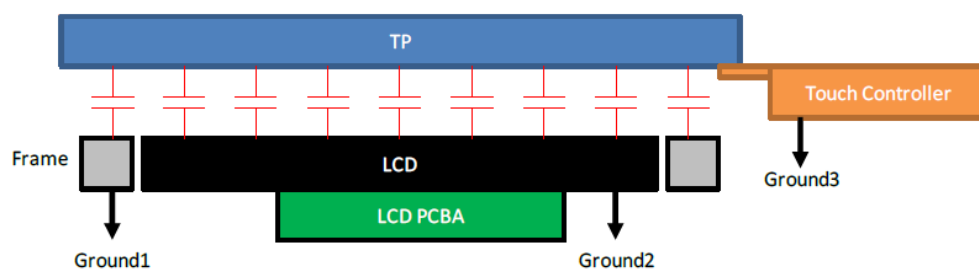 TP
Touch Controller
Frame
LCD
Ground3
LCD PCBA
Ground1
Ground2